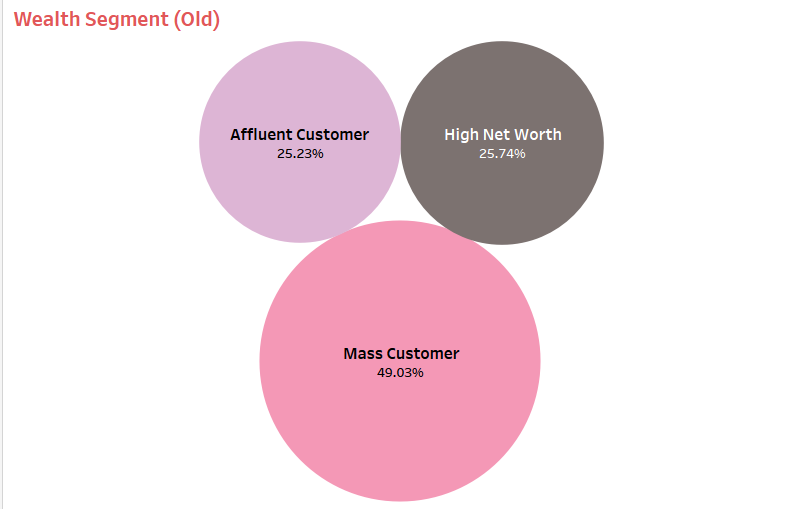 Wealth Segment (Old)
Affluent Customer
25.23%
High Net Worth
25.74%
Mass Customer
49.03%